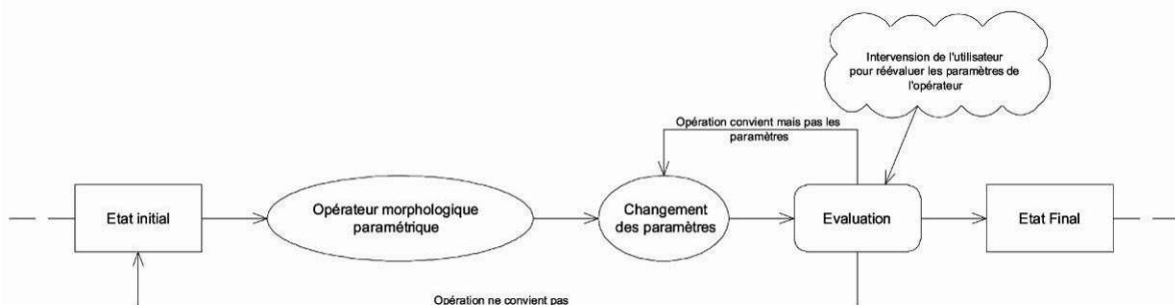 Intervention de l'utilisateur
pour réévaluer les paramètres de
l'opérateur
Opération convient mais pas les
paramètres
Etat initial
Opérateur morphologique
paramétrique
Changement
des paramètres
Evaluation
Etat Final
Opération ne convient pas